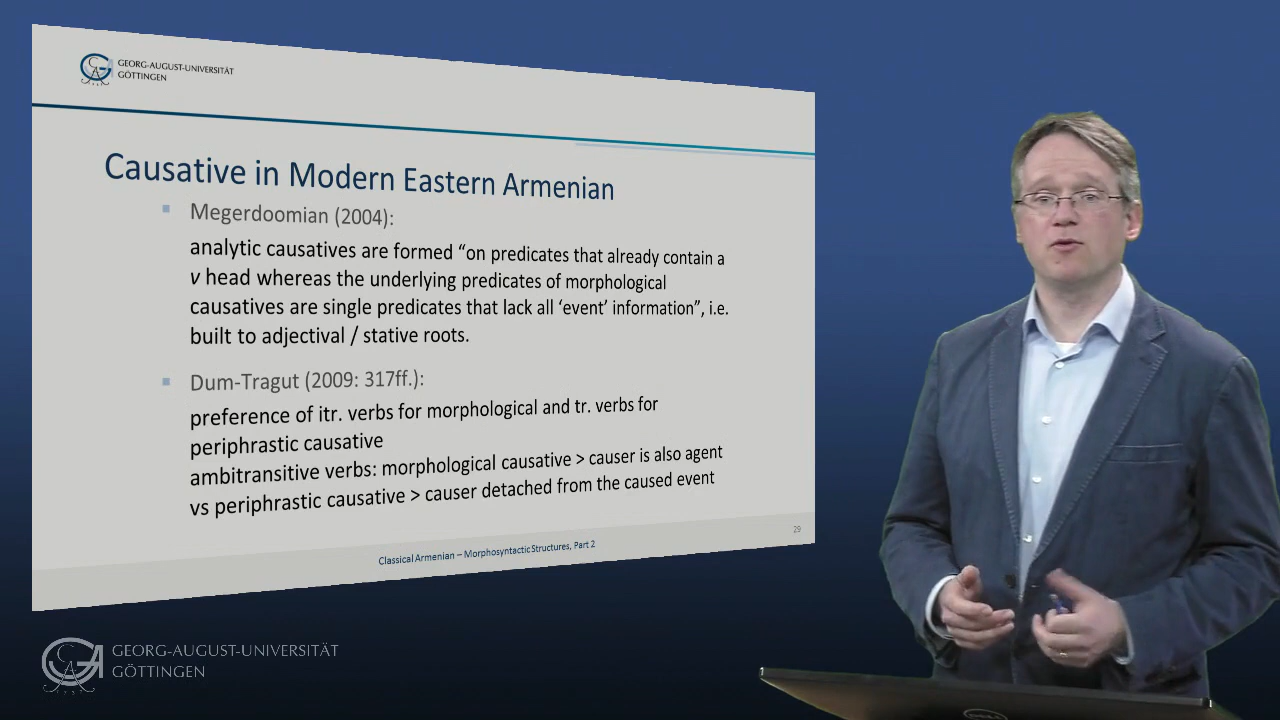 GEORG-AUGUST-UNIVERSITÄT
GÖTTINGEN
Causative in Modern Eastern Armenian
Megerdoomian (2004):
analytic causatives are formed “on predicates that already contain a
v head whereas the underlying predicates of morphological
causatives are single predicates that lack all ‘event’ information”, i.e.
built to adjectival / stative roots.
Dum-Tragut (2009: 317ff.):
preference of itr. verbs for morphological and tr. verbs for
periphrastic causative
ambitransitive verbs: morphological causative > causer is also agent
vs periphrastic causative > causer detached from the caused event
29
Classical Armenian – Morphosyntactic Structures, Part 2
GEORG-AUGUST-UNIVERSITÄT
GÖTTINGEN